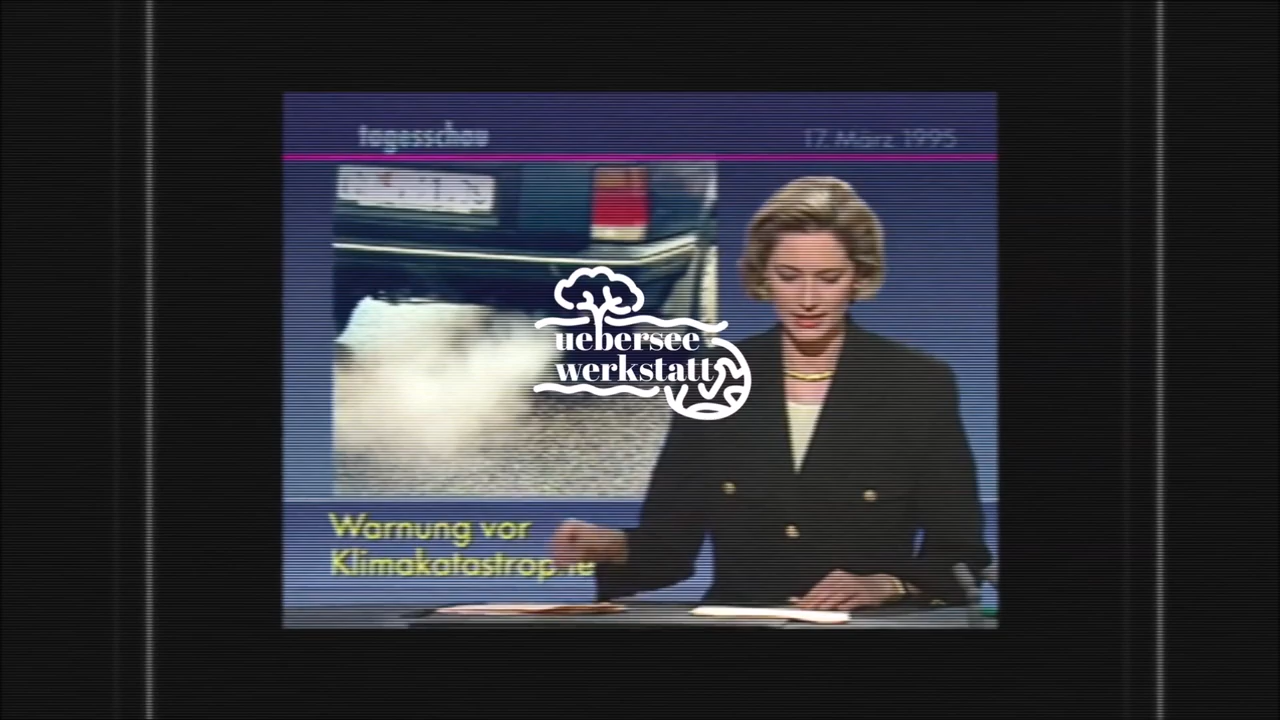 tagesschau
17. März 1995
uebersee
werkstatt
Warnung vor